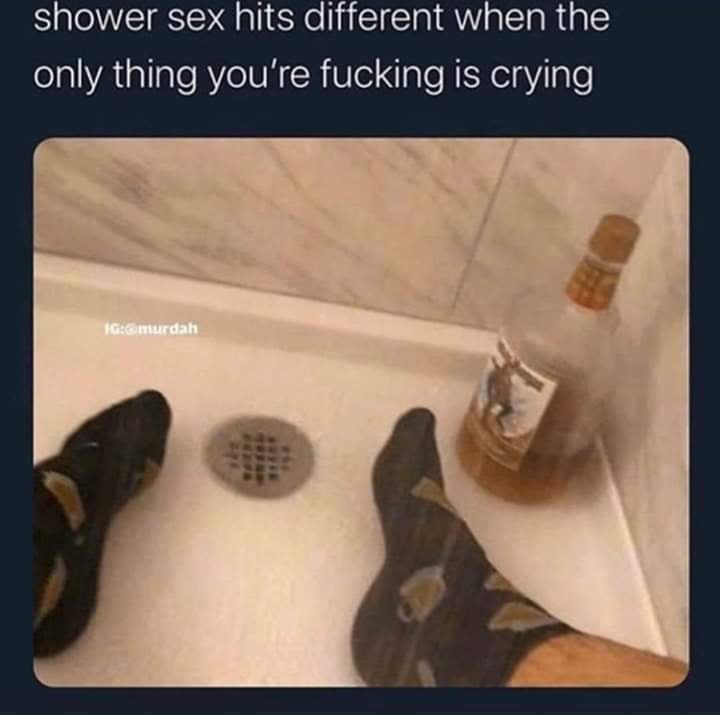 shower sex hits different when the
only thing you're fucking is crying
IG:@murdah